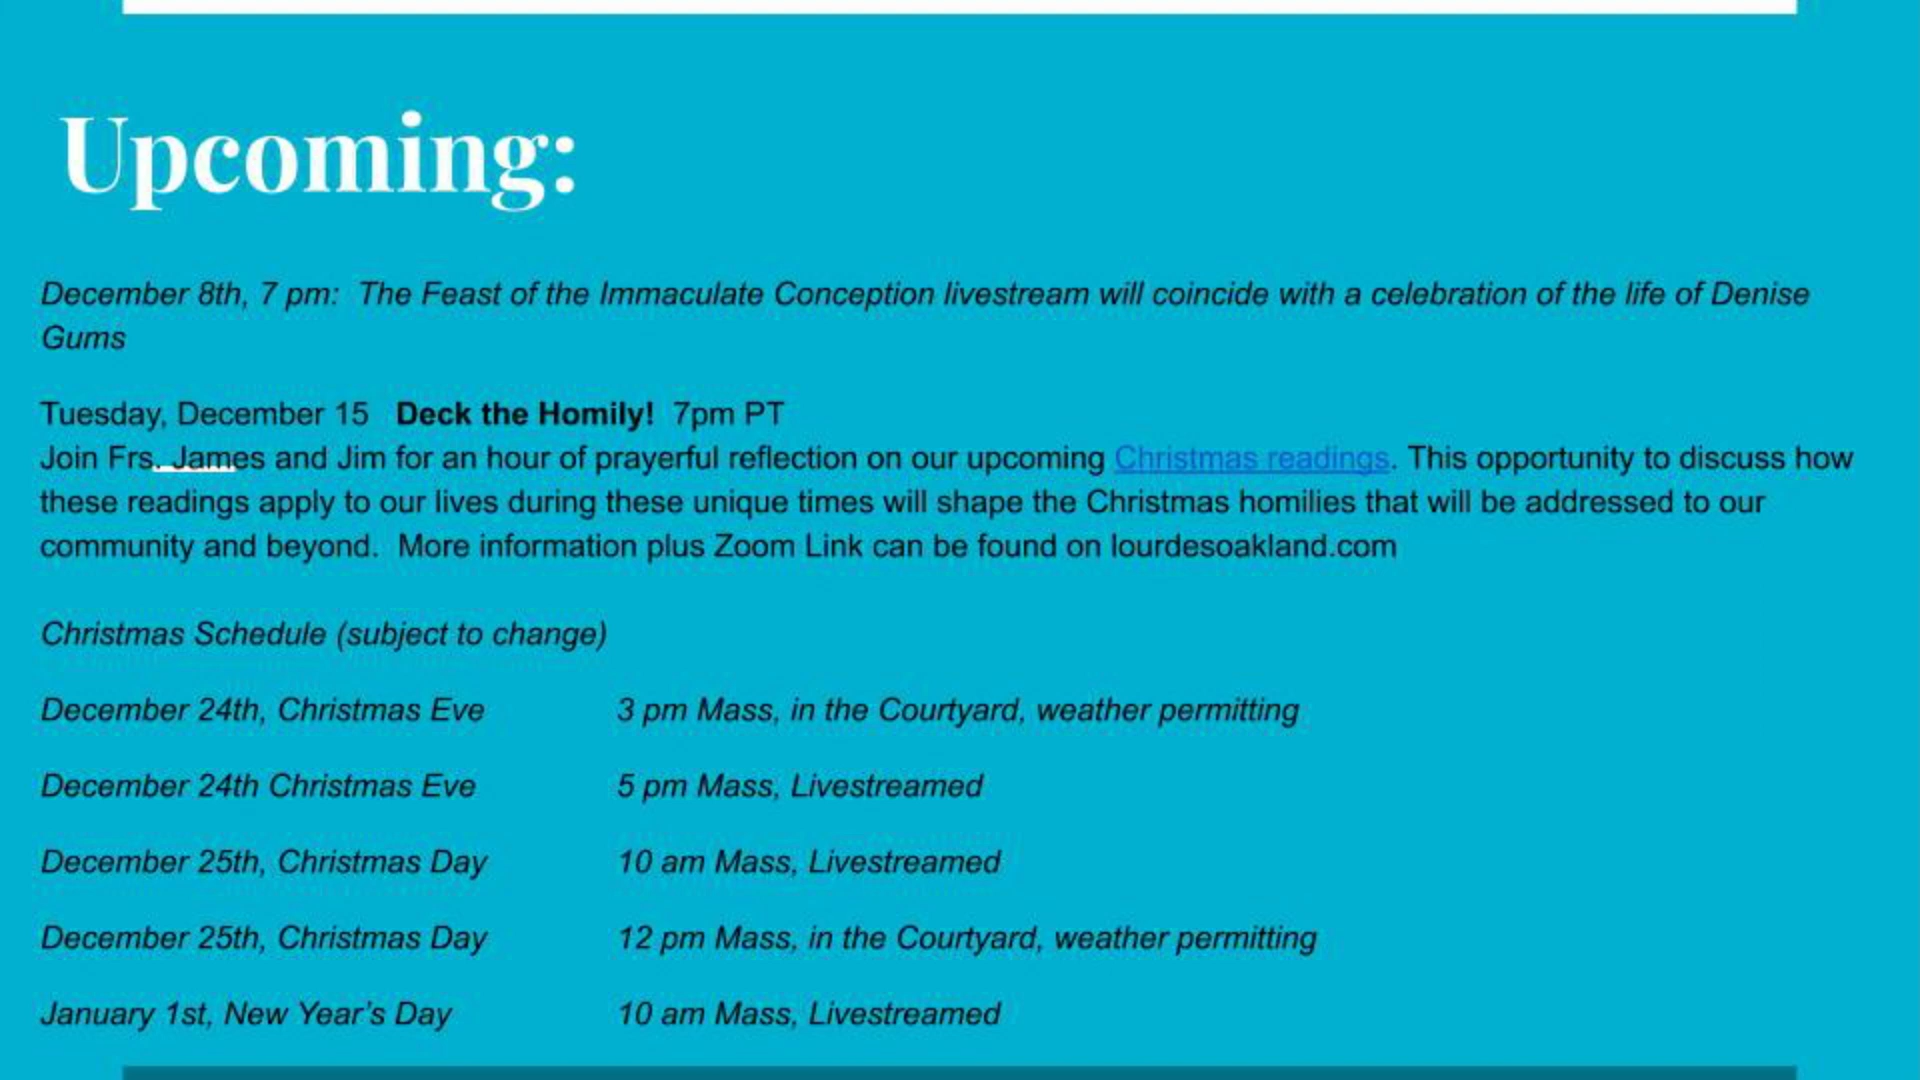 Upcoming:
December 8th, 7 pm:  The Feast of the Immaculate Conception livestream will coincide with a celebration of the life of Denise
Gums
Tuesday, December 15   Deck the Homily!  7pm PT
Join Frs. James and Jim for an hour of prayerful reflection on our upcoming Christmas readings. This opportunity to discuss how
these readings apply to our lives during these unique times will shape the Christmas homilies that will be addressed to our
community and beyond.  More information plus Zoom Link can be found on lourdesoakland.com
Christmas Schedule (subject to change)
December 24th, Christmas Eve   3 pm Mass, in the Courtyard, weather permitting
December 24th Christmas Eve   5 pm Mass, Livestreamed
December 25th, Christmas Day   10 am Mass, Livestreamed
December 25th, Christmas Day   12 pm Mass, in the Courtyard, weather permitting
January 1st, New Year’s Day   10 am Mass, Livestreamed